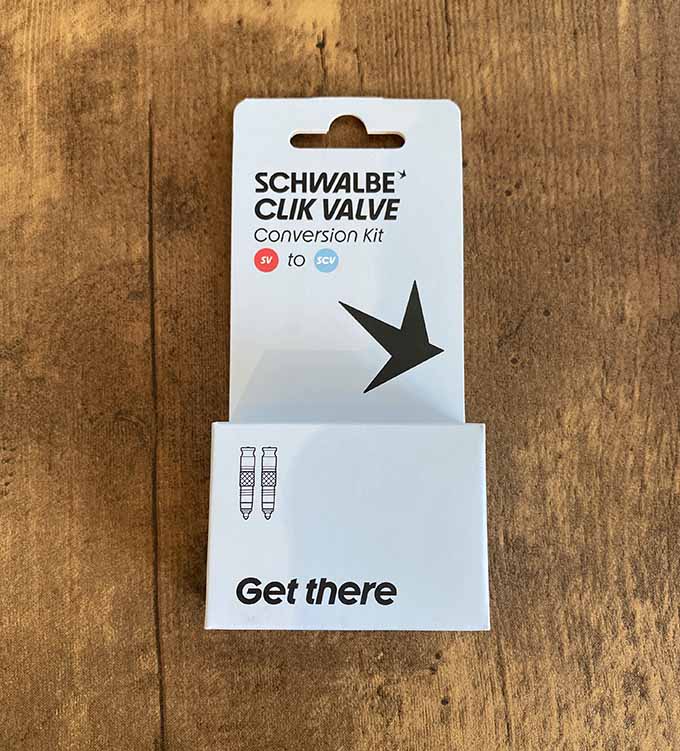 SCHWALBE
CLIK VALVE
Conversion Kit
SV to SCV
Get there